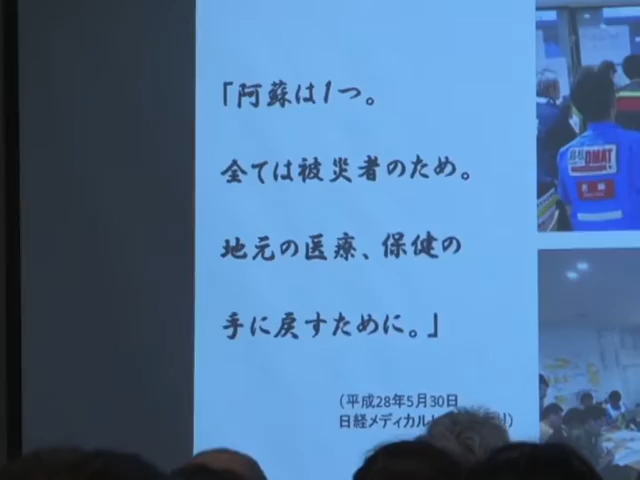 「阿蘇は1つ。
全ては被災者のため。
地元の医療、保健の
手に戻すために。」
(平成28年5月30日
日経メディカル
DMAT